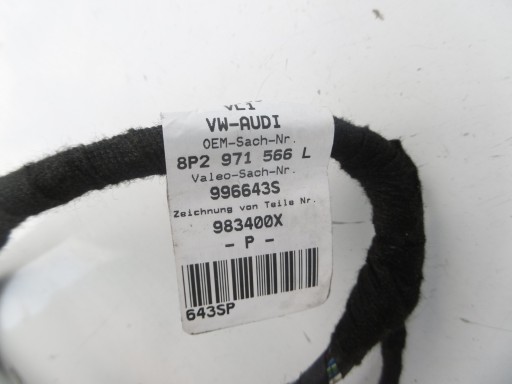 VW-AUDI
OEM-Sach-Nr.
8P2 971 566 L
Valeo-Sach-Nr.
996643S
Zeichnung von Teile Nr.
983400X
- P -
643SP